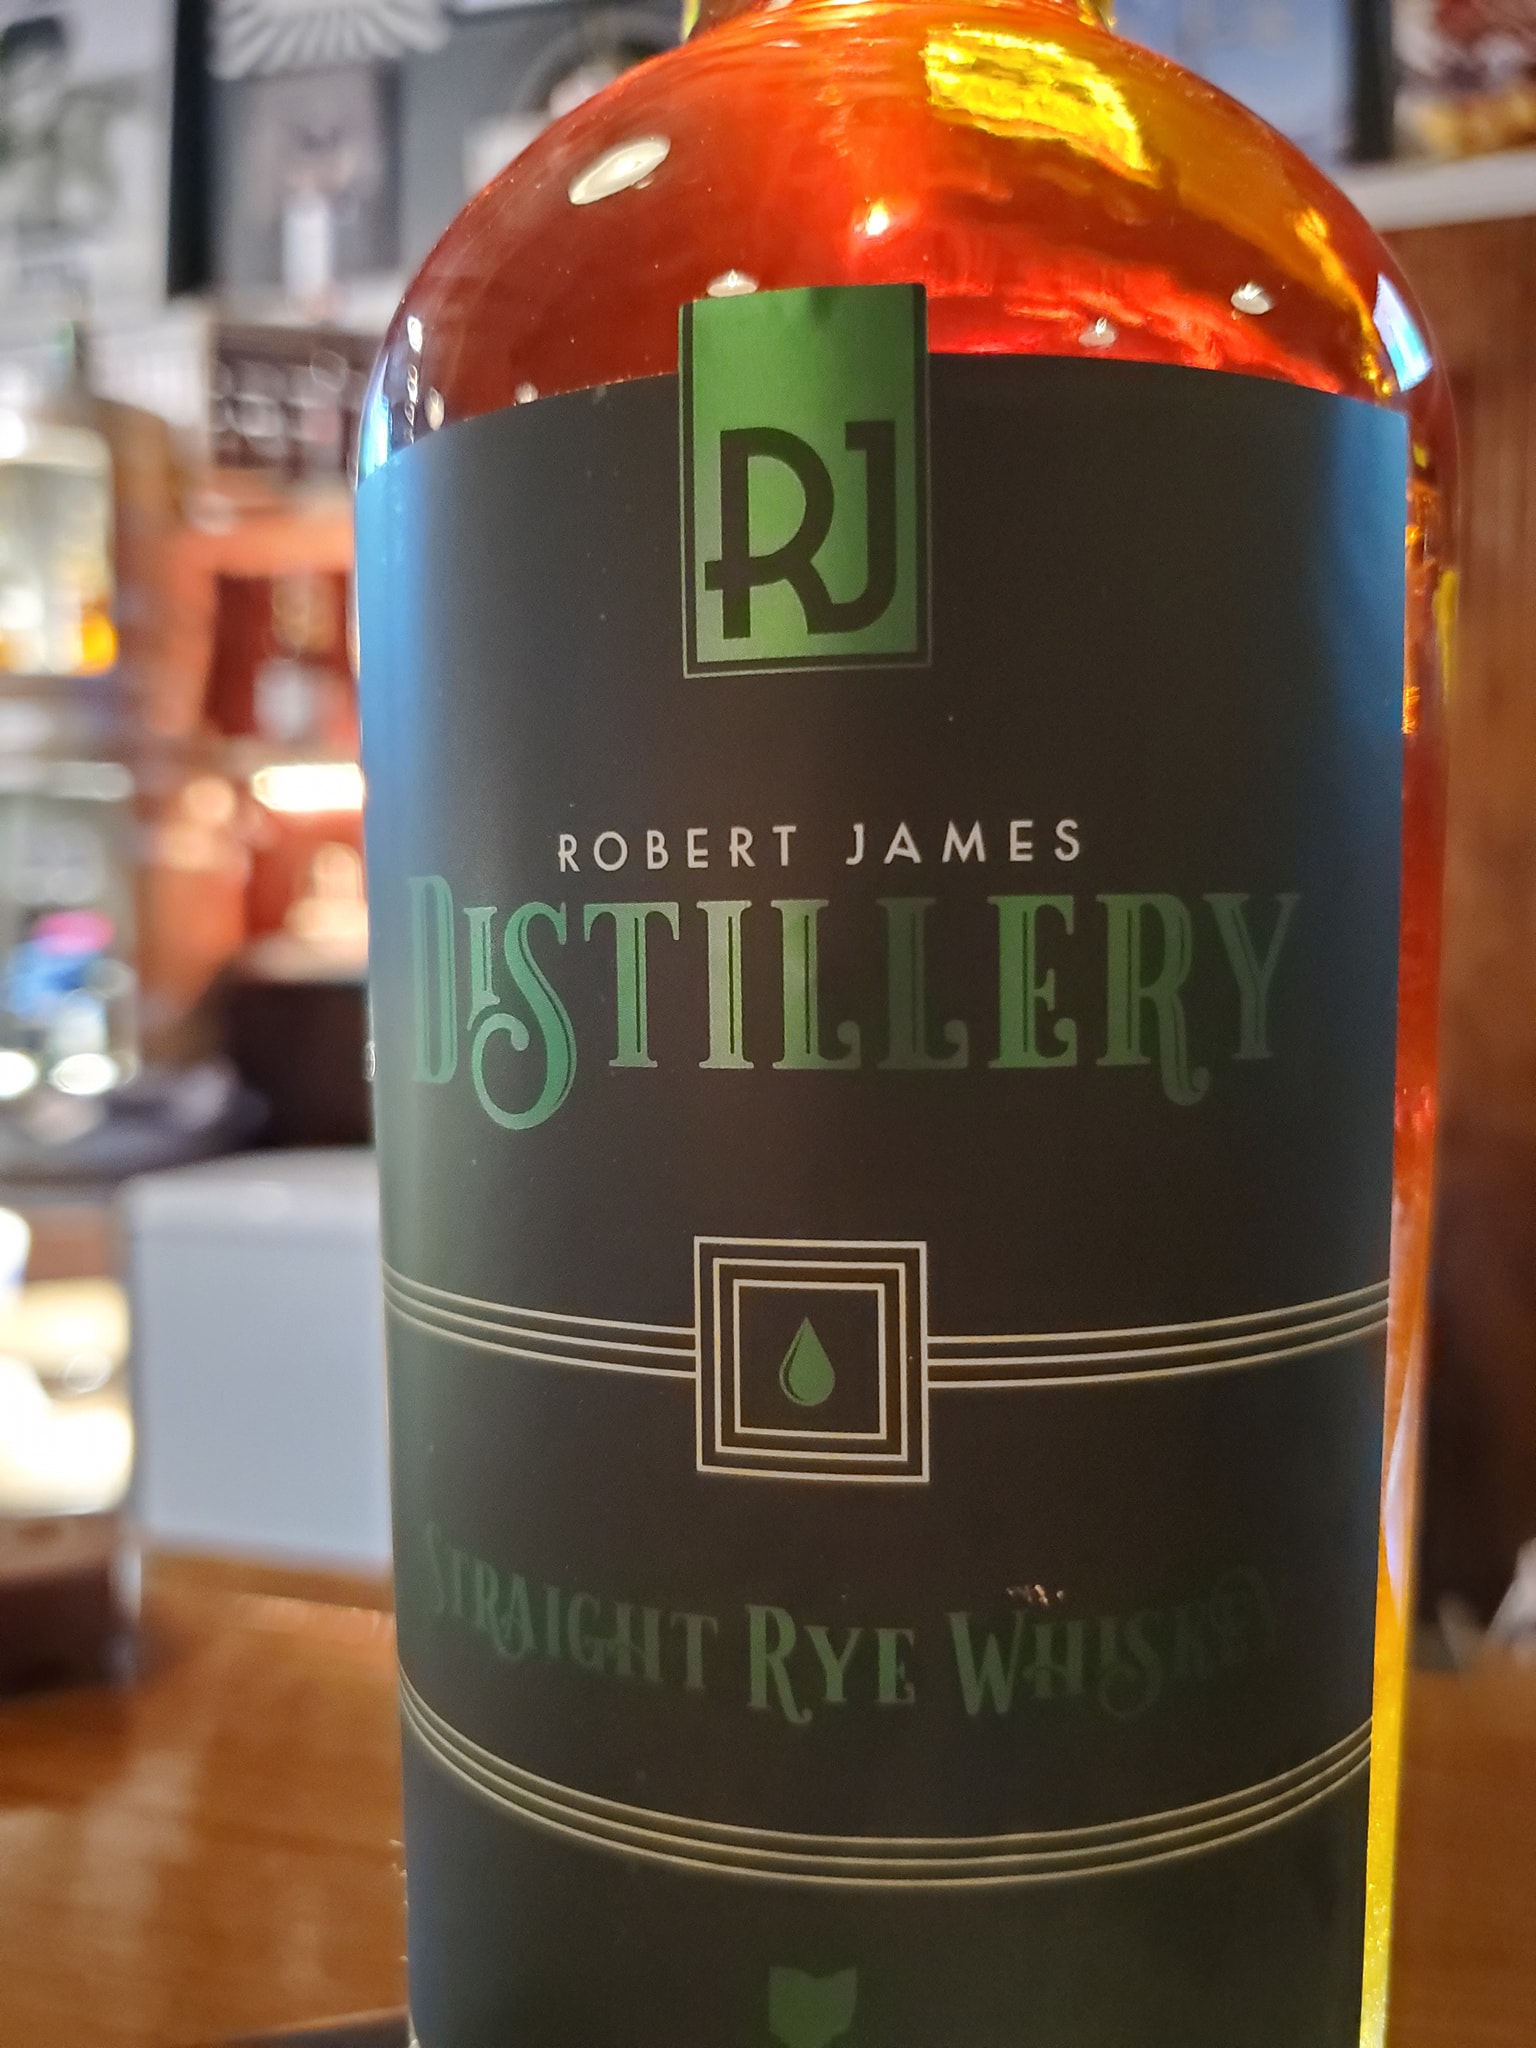 RJ
ROBERT JAMES
DISTILLERY
STRAIGHT RYE WHISKEY